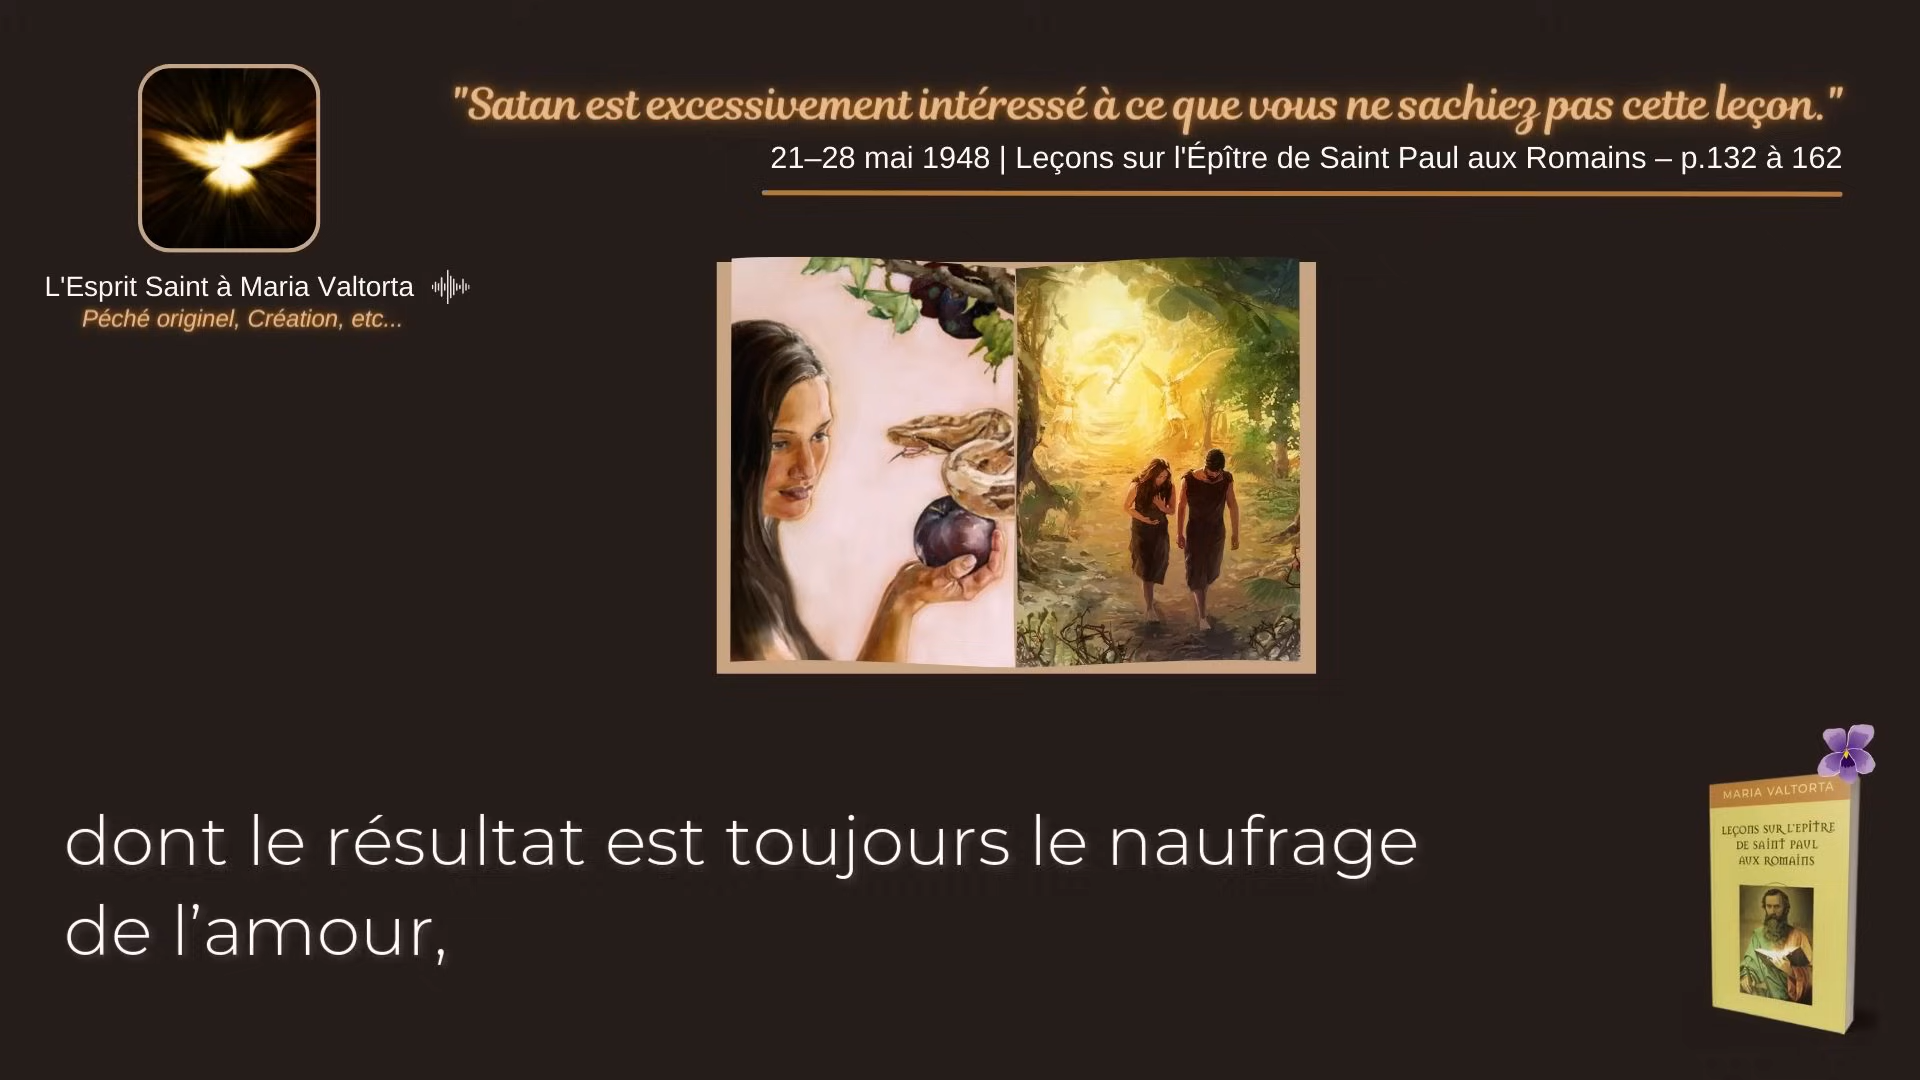 "Satan est excessivement intéressé à ce que vous ne sachiez pas cette leçon."
21–28 mai 1948 | Leçons sur l'Épître de Saint Paul aux Romains – p.132 à 162
L'Esprit Saint à Maria Valtorta
Péché originel, Création, etc...
dont le résultat est toujours le naufrage
de l’amour,
MARIA VALTORTA
LEÇONS SUR L'EPÎTRE
DE SAINT PAUL
AUX ROMAINS